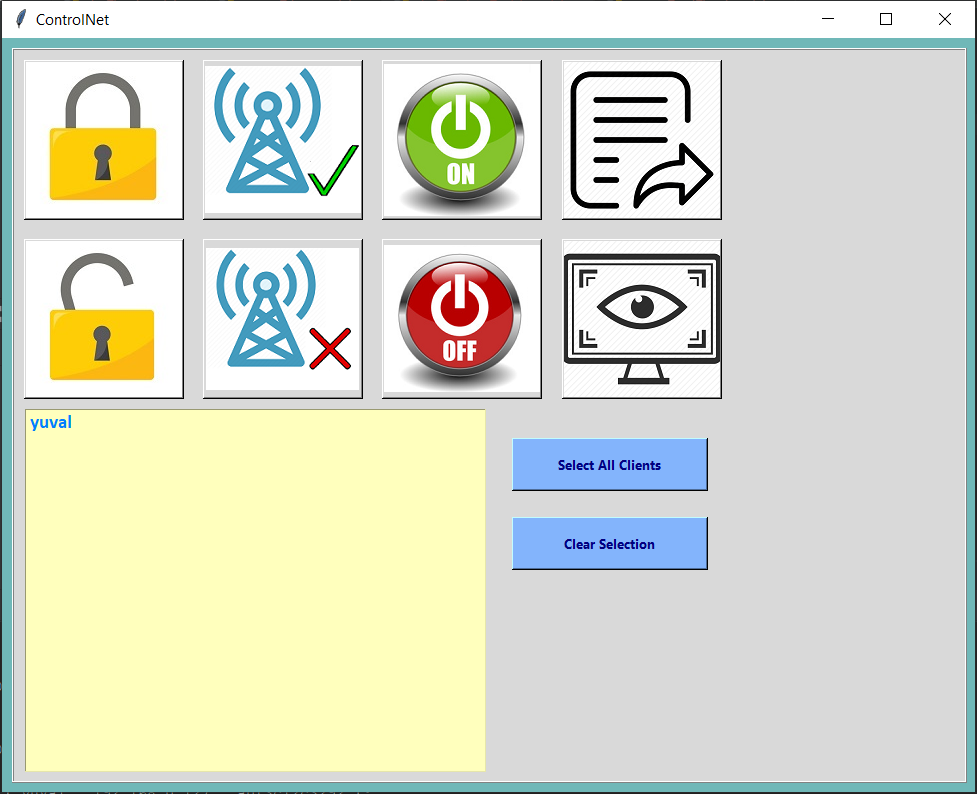 ControlNet
ON
OFF
yuval
Select All Clients
Clear Selection